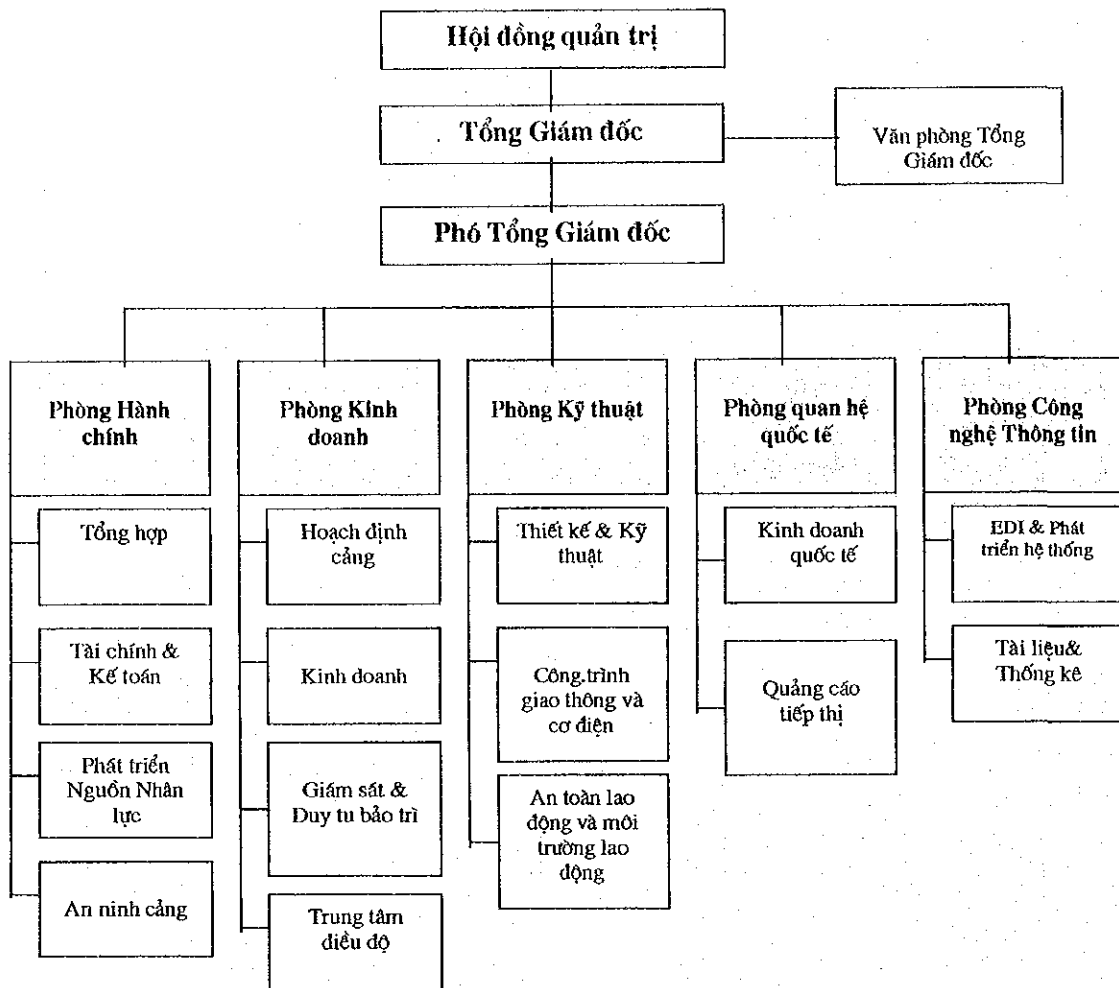 Hội đồng quản trị
Tổng Giám đốc
Văn phòng Tổng
Giám đốc
Phó Tổng Giám đốc
Phòng Hành
chính
Tổng hợp
Tài chính &
Kế toán
Phát triển
Nguồn Nhân
lực
An ninh cảng
Phòng Kinh
doanh
Hoạch định
cảng
Kinh doanh
Giám sát &
Duy tu bảo trì
Trung tâm
điều độ
Phòng Kỹ thuật
Thiết kế & Kỹ
thuật
Công.trình
giao thông và
cơ điện
An toàn lao
động và môi
trường lao
động
Phòng quan hệ
quốc tế
Kinh doanh
quốc tế
Quảng cáo
tiếp thị
Phòng Công
nghệ Thông tin
EDI & Phát
triển hệ thống
Tài liệu&
Thống kê